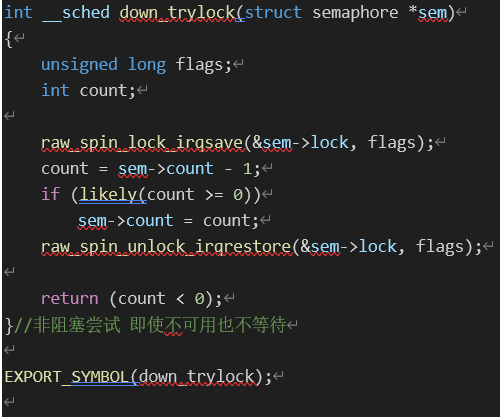 int __sched down_trylock(struct semaphore *sem)↵
{↵
unsigned long flags;↵
int count;↵
↵
raw_spin_lock_irqsave(&sem->lock, flags);↵
count = sem->count - 1;↵
if (likely(count >= 0))↵
sem->count = count;↵
raw_spin_unlock_irqrestore(&sem->lock, flags);↵
↵
return (count < 0);↵
}//非阻塞尝试 即使不可用也不等待↵
↵
EXPORT_SYMBOL(down_trylock);↵
↵